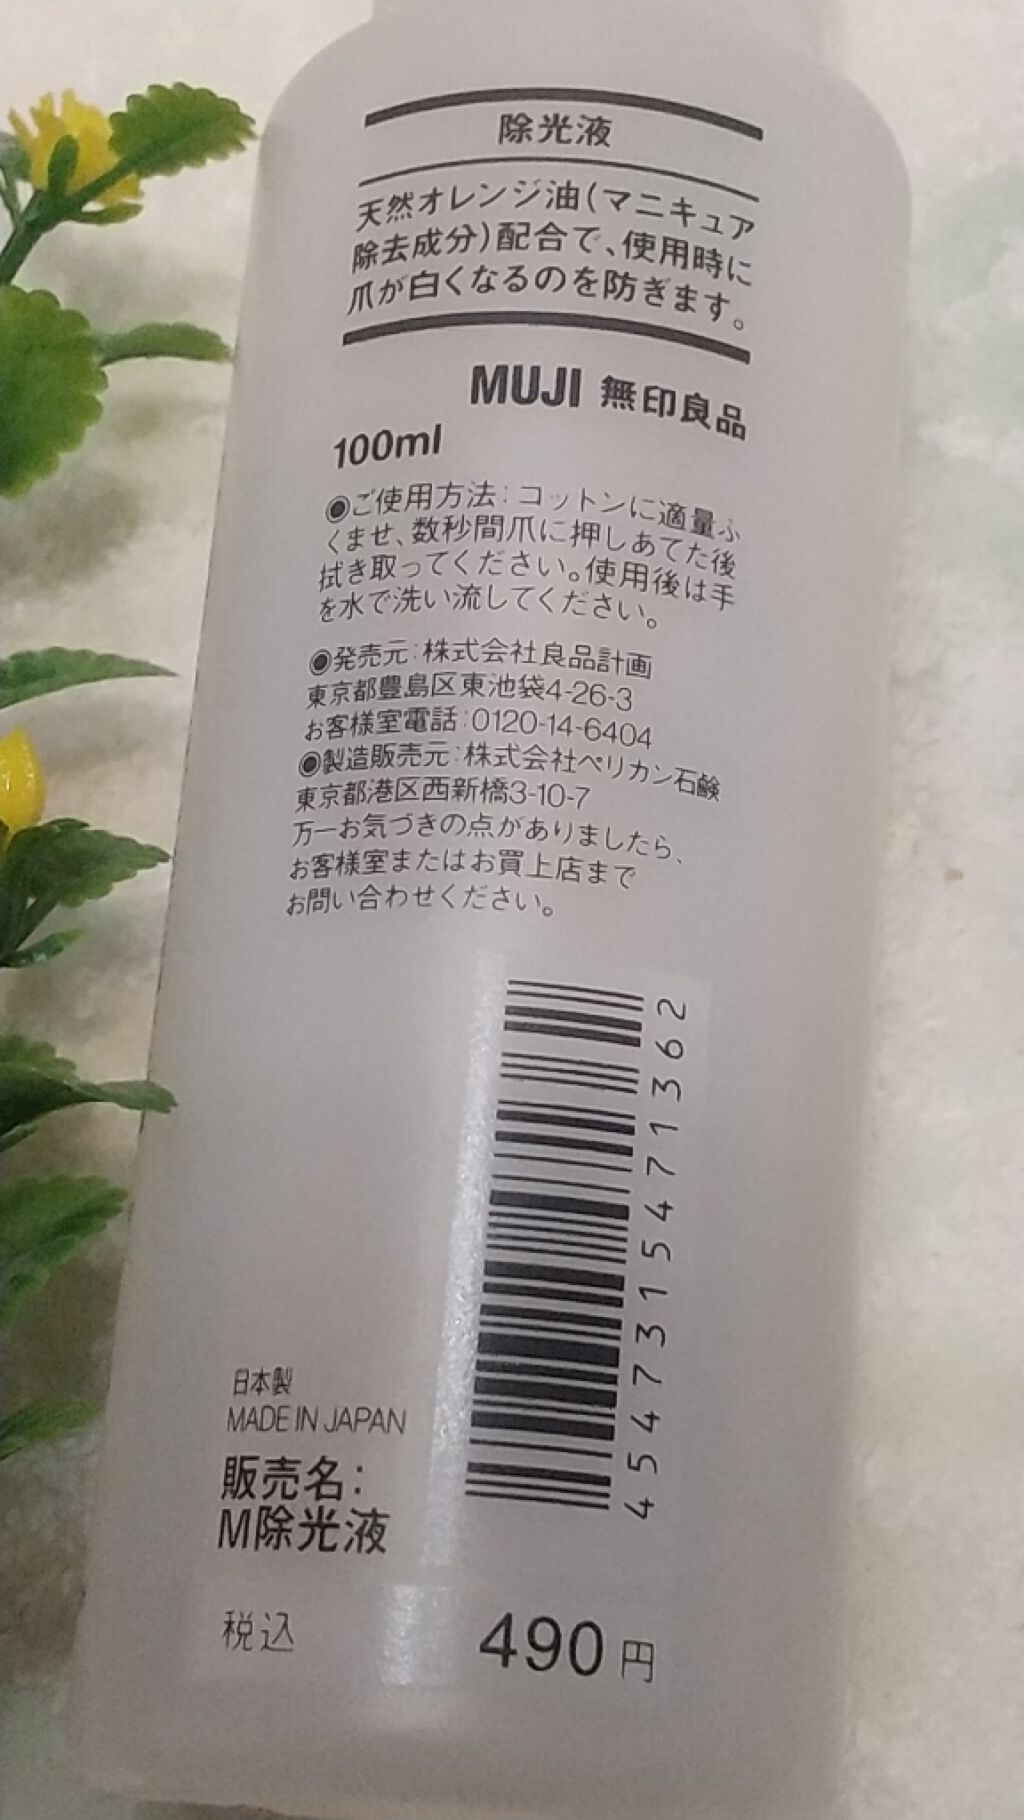 除光液
天然オレンジ油(マニキュア
除去成分)配合で、使用時に
爪が白くなるのを防ぎます。
MUJI 無印良品
100ml
◉ご使用方法:コットンに適量ふ
くませ、数秒間爪に押しあてた後
拭き取ってください。使用後は手
を水で洗い流してください。
◉発売元:株式会社良品計画
東京都豊島区東池袋4-26-3
お客様室電話:0120-14-6404
◉製造販売元:株式会社ペリカン石鹸
東京都港区西新橋3-10-7
万一お気づきの点がありましたら、
お客様室またはお買上店まで
お問い合わせください。
4547315471362
日本製
MADE IN JAPAN
販売名:
M除光液
税込 490円